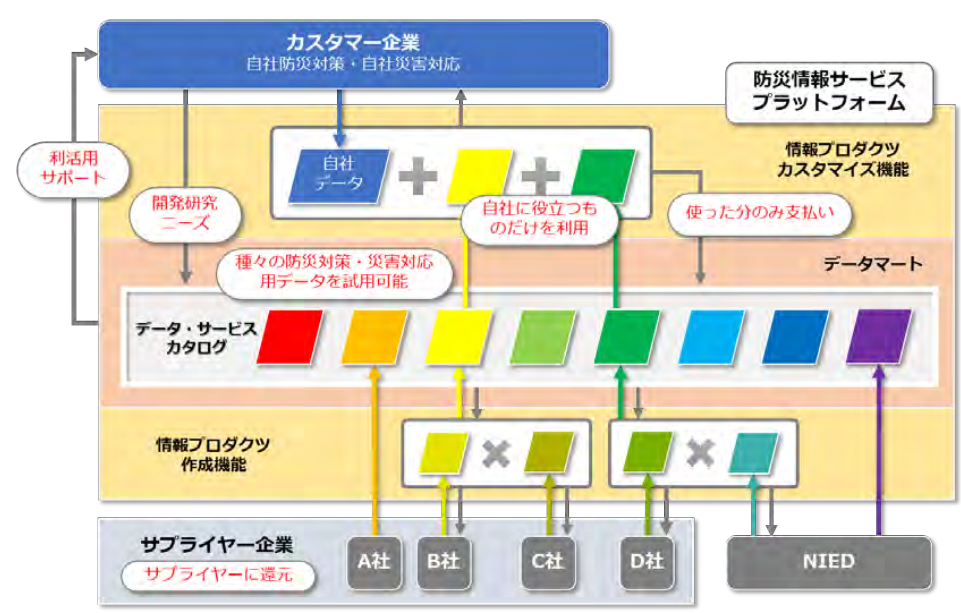 カスタマー企業
自社防災対策・自社災害対応
防災情報サービス
プラットフォーム
利活用
サポート
自社
データ
情報プロダクツ
カスタマイズ機能
開発研究
ニーズ
自社に役立つも
のだけを利用
使った分のみ支払い
種々の防災対策・災害対応
用データを試用可能
データマート
データ・サービス
カタログ
情報プロダクツ
作成機能
サプライヤー企業
サプライヤーに還元
A社
B社
C社
D社
NIED